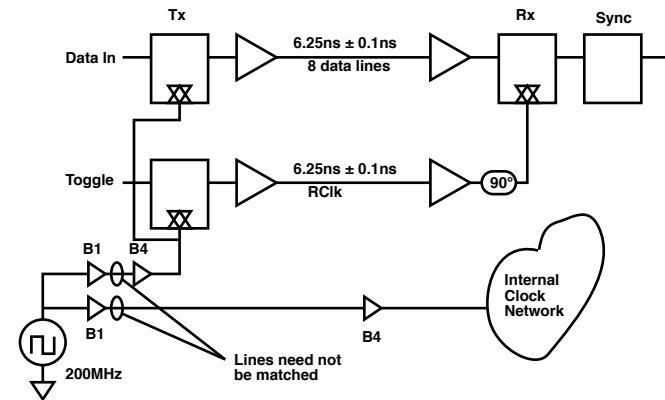 Tx
Rx
Sync
Data In
6.25ns ± 0.1ns
8 data lines
Toggle
6.25ns ± 0.1ns
RClk
90°
B1
B4
B1
B4
Internal
Clock
Network
200MHz
Lines need not
be matched